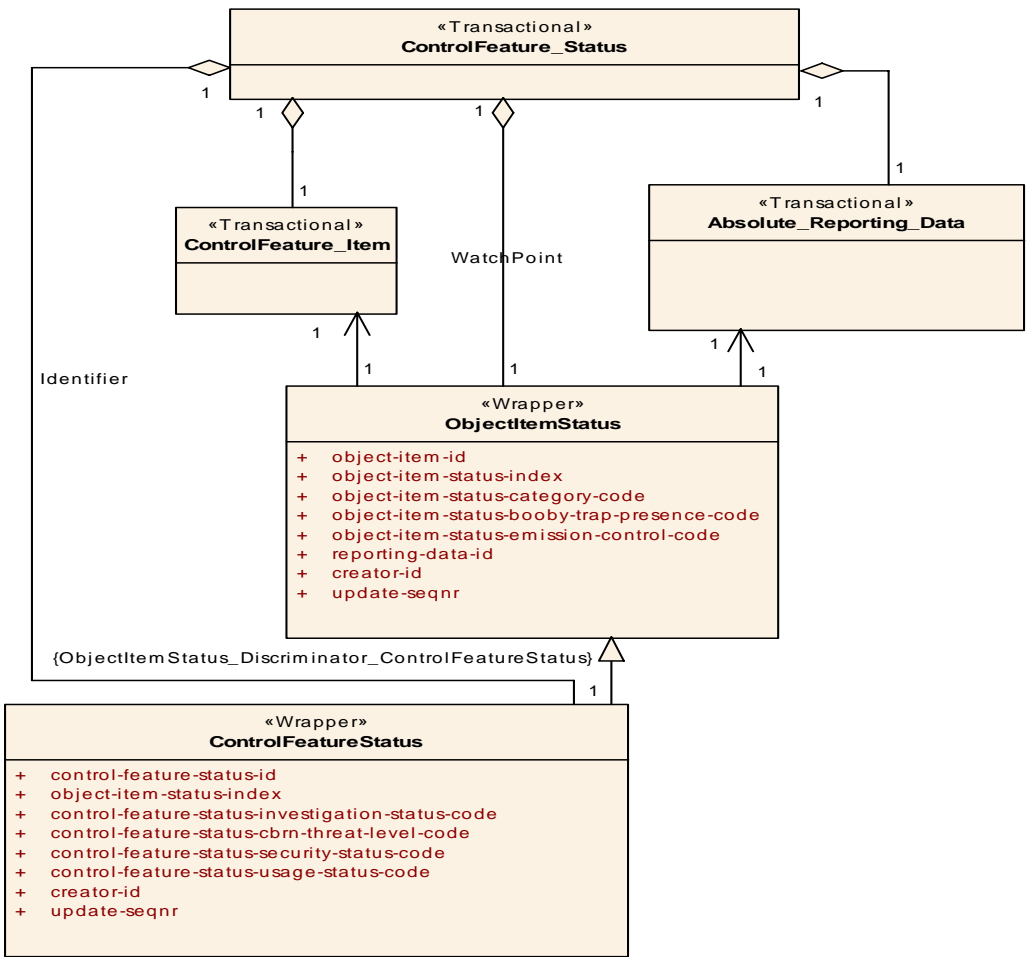 «Transactional»
ControlFeature_Status
1
1
1
1
1
1
«Transactional»
ControlFeature_Item
«Transactional»
Absolute_Reporting_Data
WatchPoint
1
1
1
1
1
Identifier
«Wrapper»
ObjectItemStatus
+ object-item-id
+ object-item-status-index
+ object-item-status-category-code
+ object-item-status-booby-trap-presence-code
+ object-item-status-emission-control-code
+ reporting-data-id
+ creator-id
+ update-seqnr
{ObjectItemStatus_Discriminator_ControlFeatureStatus}
1
«Wrapper»
ControlFeatureStatus
+ control-feature-status-id
+ object-item-status-index
+ control-feature-status-investigation-status-code
+ control-feature-status-cbrn-threat-level-code
+ control-feature-status-security-status-code
+ control-feature-status-usage-status-code
+ creator-id
+ update-seqnr